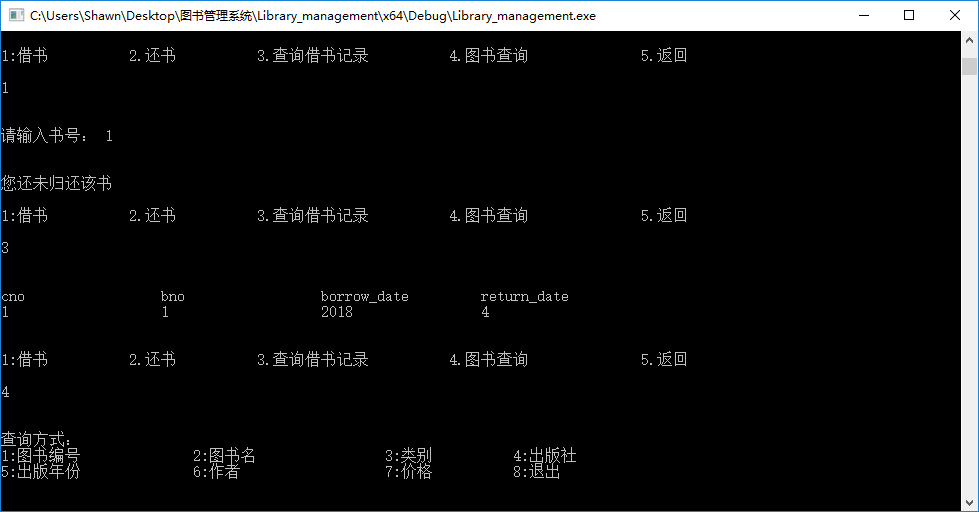 C:\Users\Shawn\Desktop\图书管理系统\Library_management\x64\Debug\Library_management.exe
1:借书 2.还书 3.查询借书记录 4.图书查询 5.返回
1
请输入书号： 1
您还未归还该书
1:借书 2.还书 3.查询借书记录 4.图书查询 5.返回
3
cno bno borrow_date return_date
1 1 2018 4
1:借书 2.还书 3.查询借书记录 4.图书查询 5.返回
4
查询方式：
1:图书编号 2:图书名 3:类别 4:出版社
5:出版年份 6:作者 7:价格 8:退出